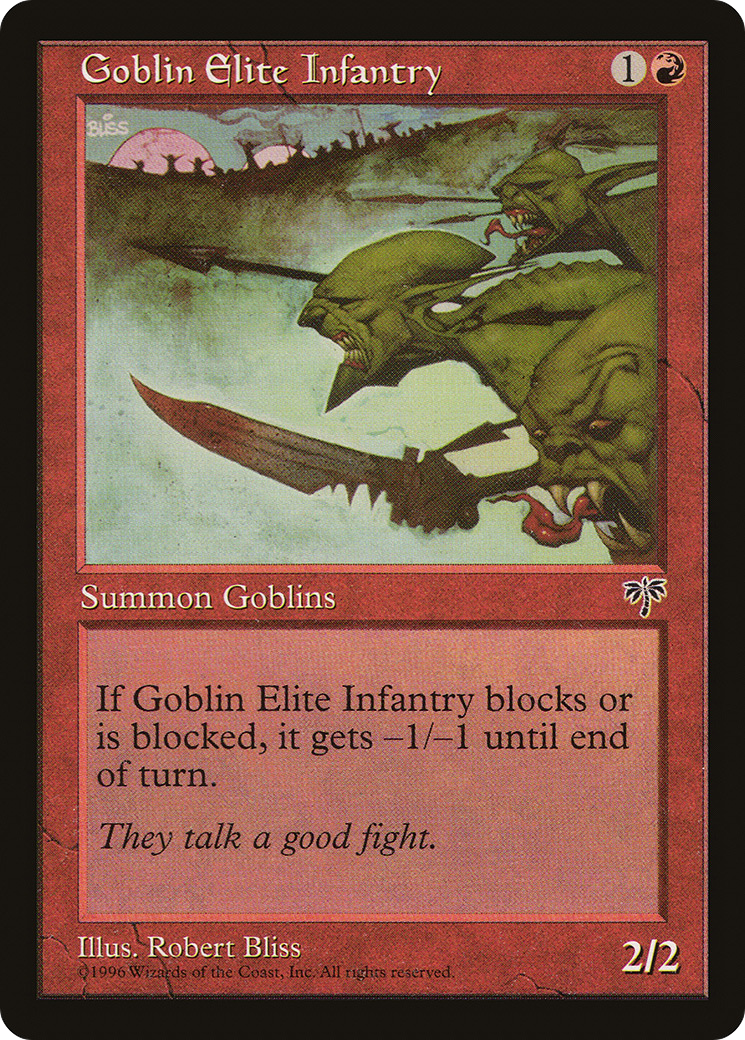 Goblin Elite Infantry 1
BLISS
Summon Goblins
If Goblin Elite Infantry blocks or
is blocked, it gets –1/–1 until end
of turn.
They talk a good fight.
Illus. Robert Bliss
©1996 Wizards of the Coast, Inc. All rights reserved.
2/2